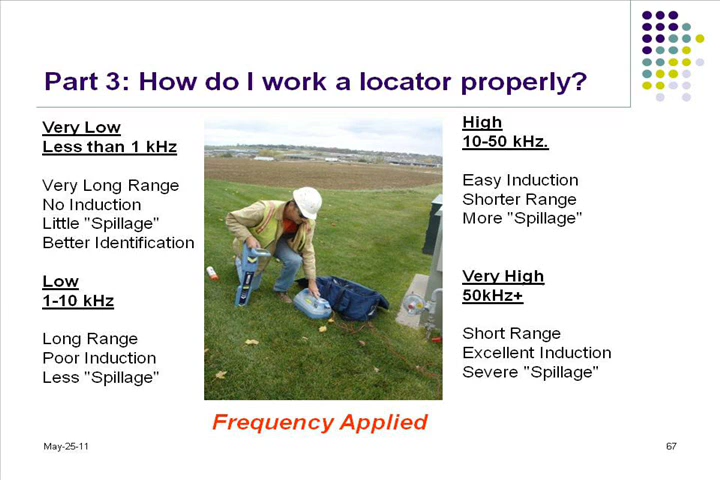 Part 3: How do I work a locator properly?
Very Low
Less than 1 kHz
Very Long Range
No Induction
Little "Spillage"
Better Identification
Low
1-10 kHz
Long Range
Poor Induction
Less "Spillage"
High
10-50 kHz.
Easy Induction
Shorter Range
More "Spillage"
Very High
50kHz+
Short Range
Excellent Induction
Severe "Spillage"
Frequency Applied
May-25-11
67